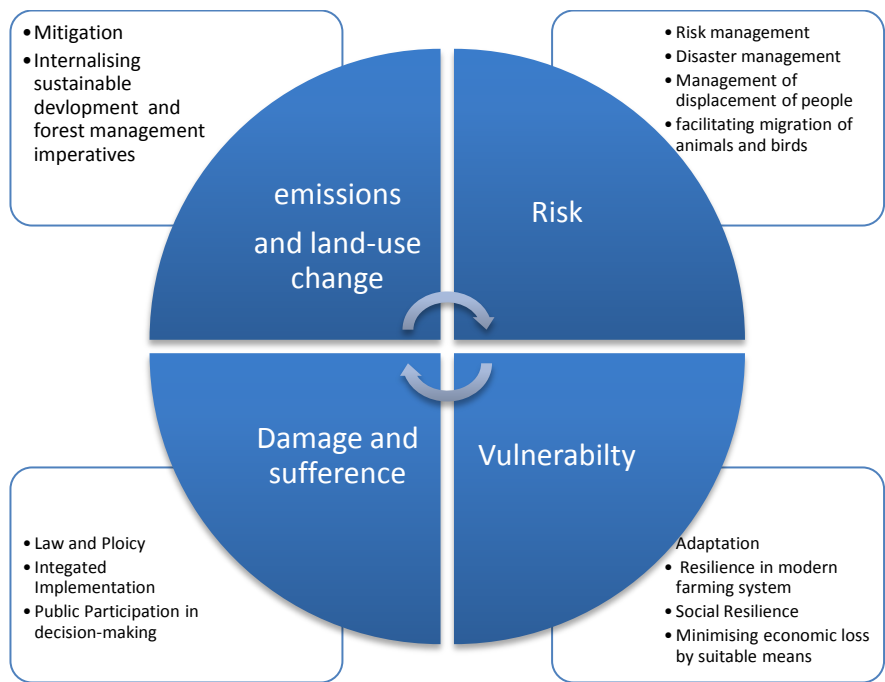 •Mitigation
•Internalising
sustainable
devlopment and
forest management
imperatives
• Risk management
• Disaster management
• Management of
displacement of people
• facilitating migration of
animals and birds
emissions
and land-use
change
Risk
Damage and
sufference
Vulnerabilty
• Law and Ploicy
• Integated
Implementation
• Public Participation in
decision-making
Adaptation
• Resilience in modern
farming system
• Social Resilience
• Minimising economic loss
by suitable means